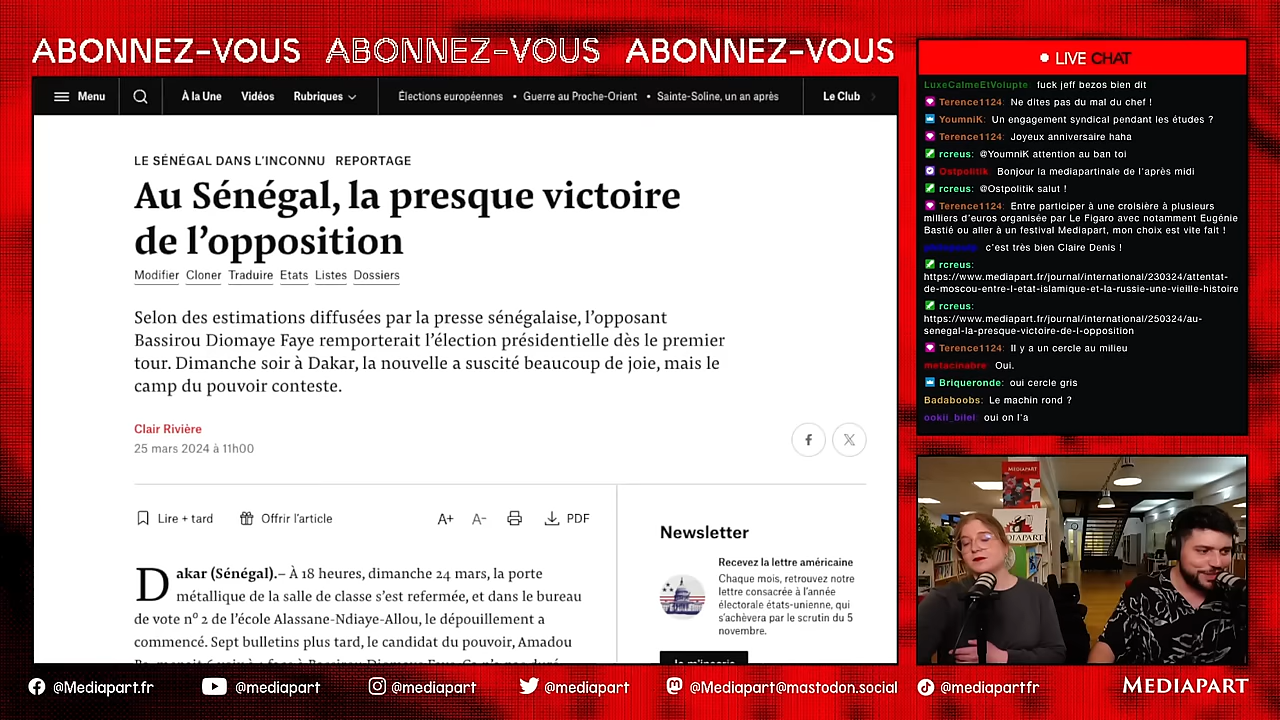 ABONNEZ-VOUS ABONNEZ-VOUS ABONNEZ-VOUS
Menu
À la Une Vidéos Rubriques
Élections européennes • Guerre au Proche-Orient • Sainte-Soline, un an après
Le Club
LE SÉNÉGAL DANS L'INCONNU REPORTAGE
Au Sénégal, la presque victoire
de l'opposition
Modifier Cloner Traduire Etats Listes Dossiers
Selon des estimations diffusées par la presse sénégalaise, l'opposant
Bassirou Diomaye Faye remporterait l'élection présidentielle dès le premier
tour. Dimanche soir à Dakar, la nouvelle a suscité beaucoup de joie, mais le
camp du pouvoir conteste.
Clair Rivière
25 mars 2024 à 11h00
Lire + tard Offrir l'article A+ A- PDF
Dakar (Sénégal).– À 18 heures, dimanche 24 mars, la porte
métallique de la salle de classe s'est refermée, et dans le bureau
de vote nº 2 de l'école Alassane-Ndiaye-Allou, le dépouillement a
commencé. Sept bulletins plus tard, le candidat du pouvoir, Amadou
Newsletter
Recevez la lettre américaine
Chaque mois, retrouvez notre
lettre consacrée à l'année
électorale états-unienne, qui
s'achèvera par le scrutin du 5
novembre.
Je m'inscris
LIVE CHAT
LuxeCalmeEtVolupte fuck jeff bezos bien dit
Terence1124: Ne dites pas du mal du chef !
YoumniK: Un engagement syndical pendant les études ?
Terence1124: Joyeux anniversaire haha
rcreus: @YoumniK attention au ban toi
Ostpolitik Bonjour la mediapartinale de l'après midi
rcreus: @Ostpolitik salut !
Terence1124: Entre participer à une croisière à plusieurs
milliers d'euros organisée par Le Figaro avec notamment Eugénie
Bastié ou aller à un festival Mediapart, mon choix est vite fait !
c'est très bien Claire Denis !
rcreus:
https://www.mediapart.fr/journal/international/230324/attentat-
de-moscou-entre-l-etat-islamique-et-la-russie-une-vieille-histoire
rcreus:
https://www.mediapart.fr/journal/international/250324/au-
senegal-la-presque-victoire-de-l-opposition
Terence1124: Il y a un cercle au milieu
metacinabre Oui.
Briqueronde: oui cercle gris
Badaboobs: Le machin rond ?
ookii_bilel: oui on l'a
MEDIAPART
@Mediapart.fr @mediapart @mediapart @mediapart @Mediapart@mastodon.social @mediapartfr MEDIAPART